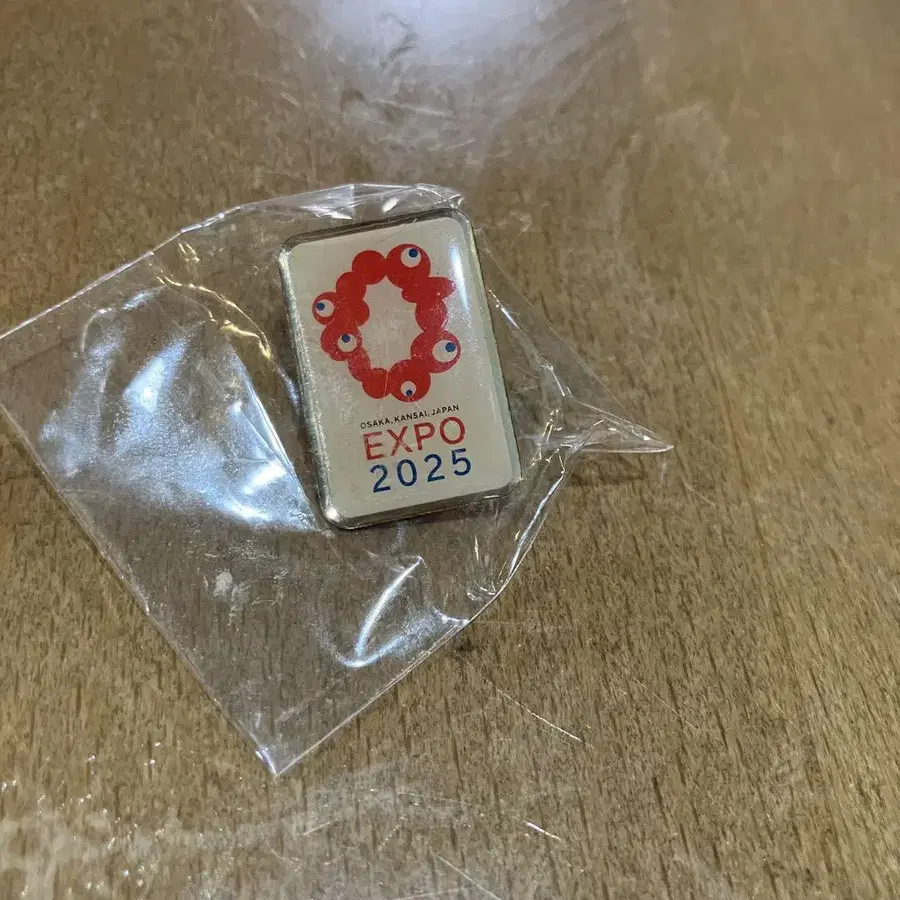 OSAKA, KANSAI, JAPAN
EXPO
2025